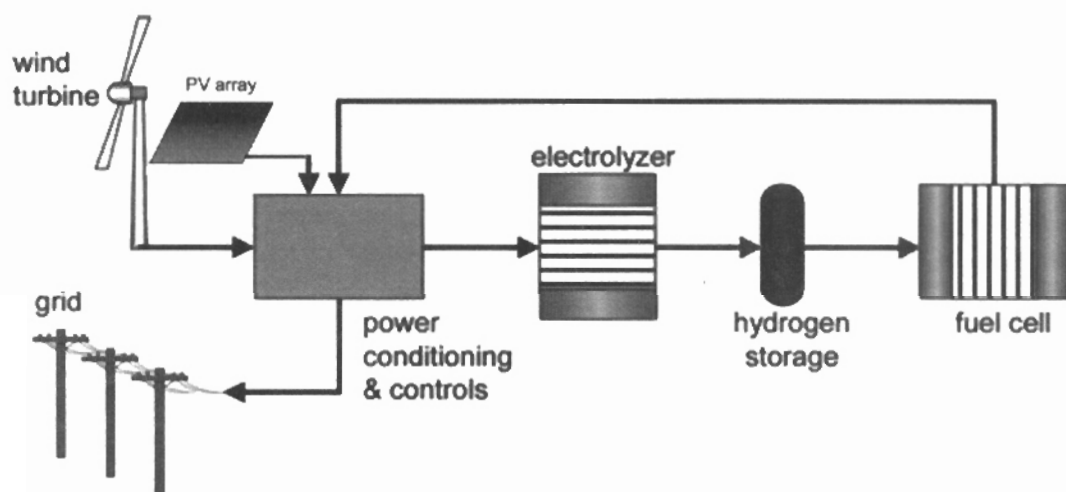 wind
turbine
PV array
electrolyzer
grid
power
conditioning
& controls
hydrogen
storage
fuel cell